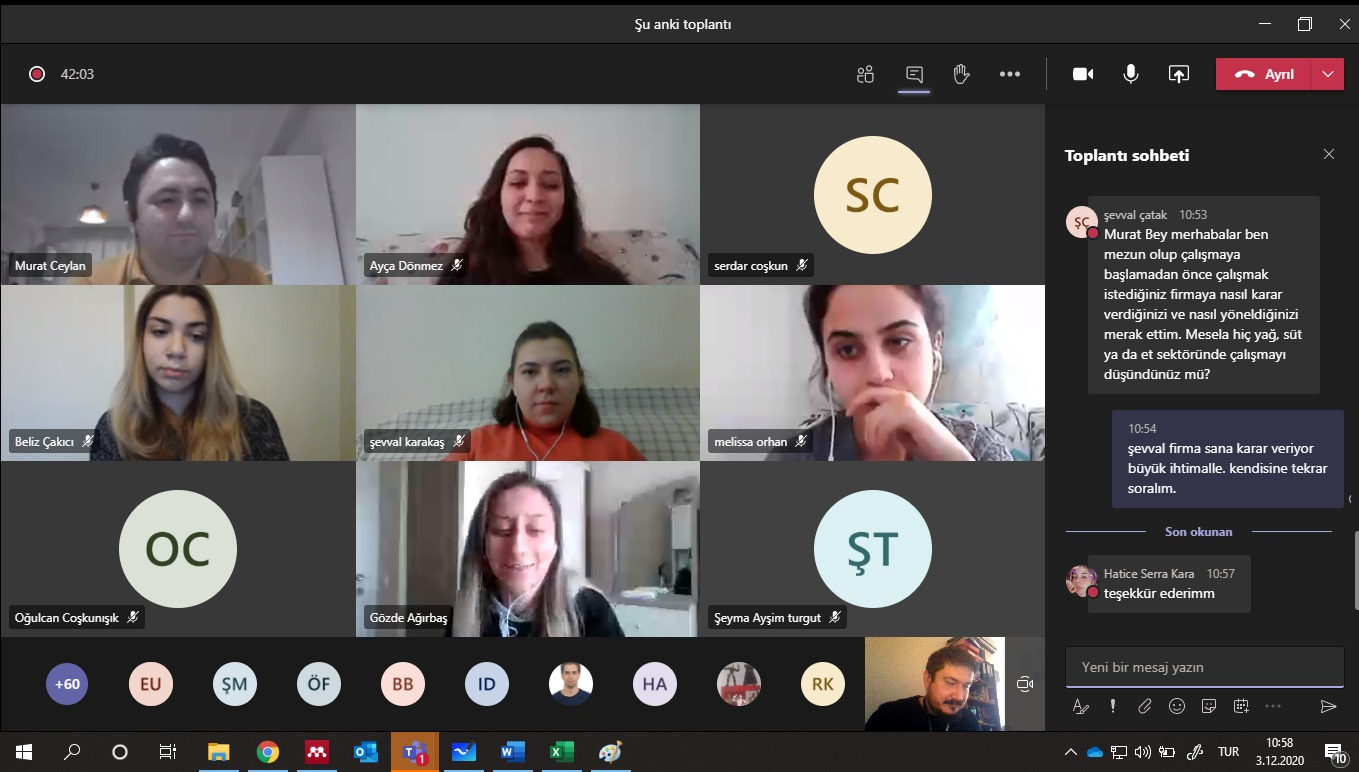 Şu anki toplantı
42:03
Ayrıl
Murat Ceylan
Ayça Dönmez
SC
serdar coşkun
Beliz Çakıcı
şevval karakaş
melissa orhan
OC
Oğulcan Coşkunışık
Gözde Ağırbaş
ŞT
Şeyma Ayşim turgut
+60
EU
ŞM
ÖF
BB
ID
HA
RK
Toplantı sohbeti
ŞÇ
şevval çatak 10:53
Murat Bey merhabalar ben
mezun olup çalışmaya
başlamadan önce çalışmak
istediğiniz firmaya nasıl karar
verdiğinizi ve nasıl yöneldiğinizi
merak ettim. Mesela hiç yağ, süt
ya da et sektöründe çalışmayı
düşündünüz mü?
10:54
şevval firma sana karar veriyor
büyük ihtimalle. kendisine tekrar
soralım.
Son okunan
Hatice Serra Kara 10:57
teşekkür ederimm
Yeni bir mesaj yazın
1
TUR
10:58
3.12.2020
10